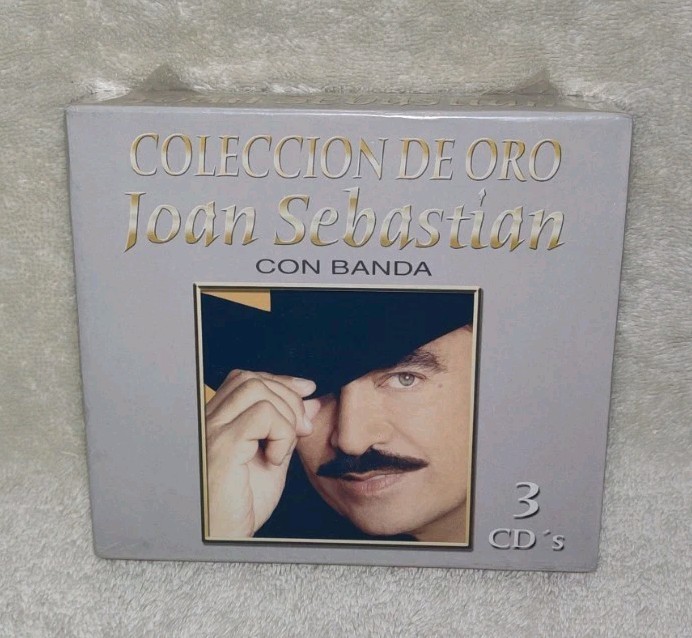 COLECCION DE ORO
Joan Sebastian
CON BANDA
3
CD´s